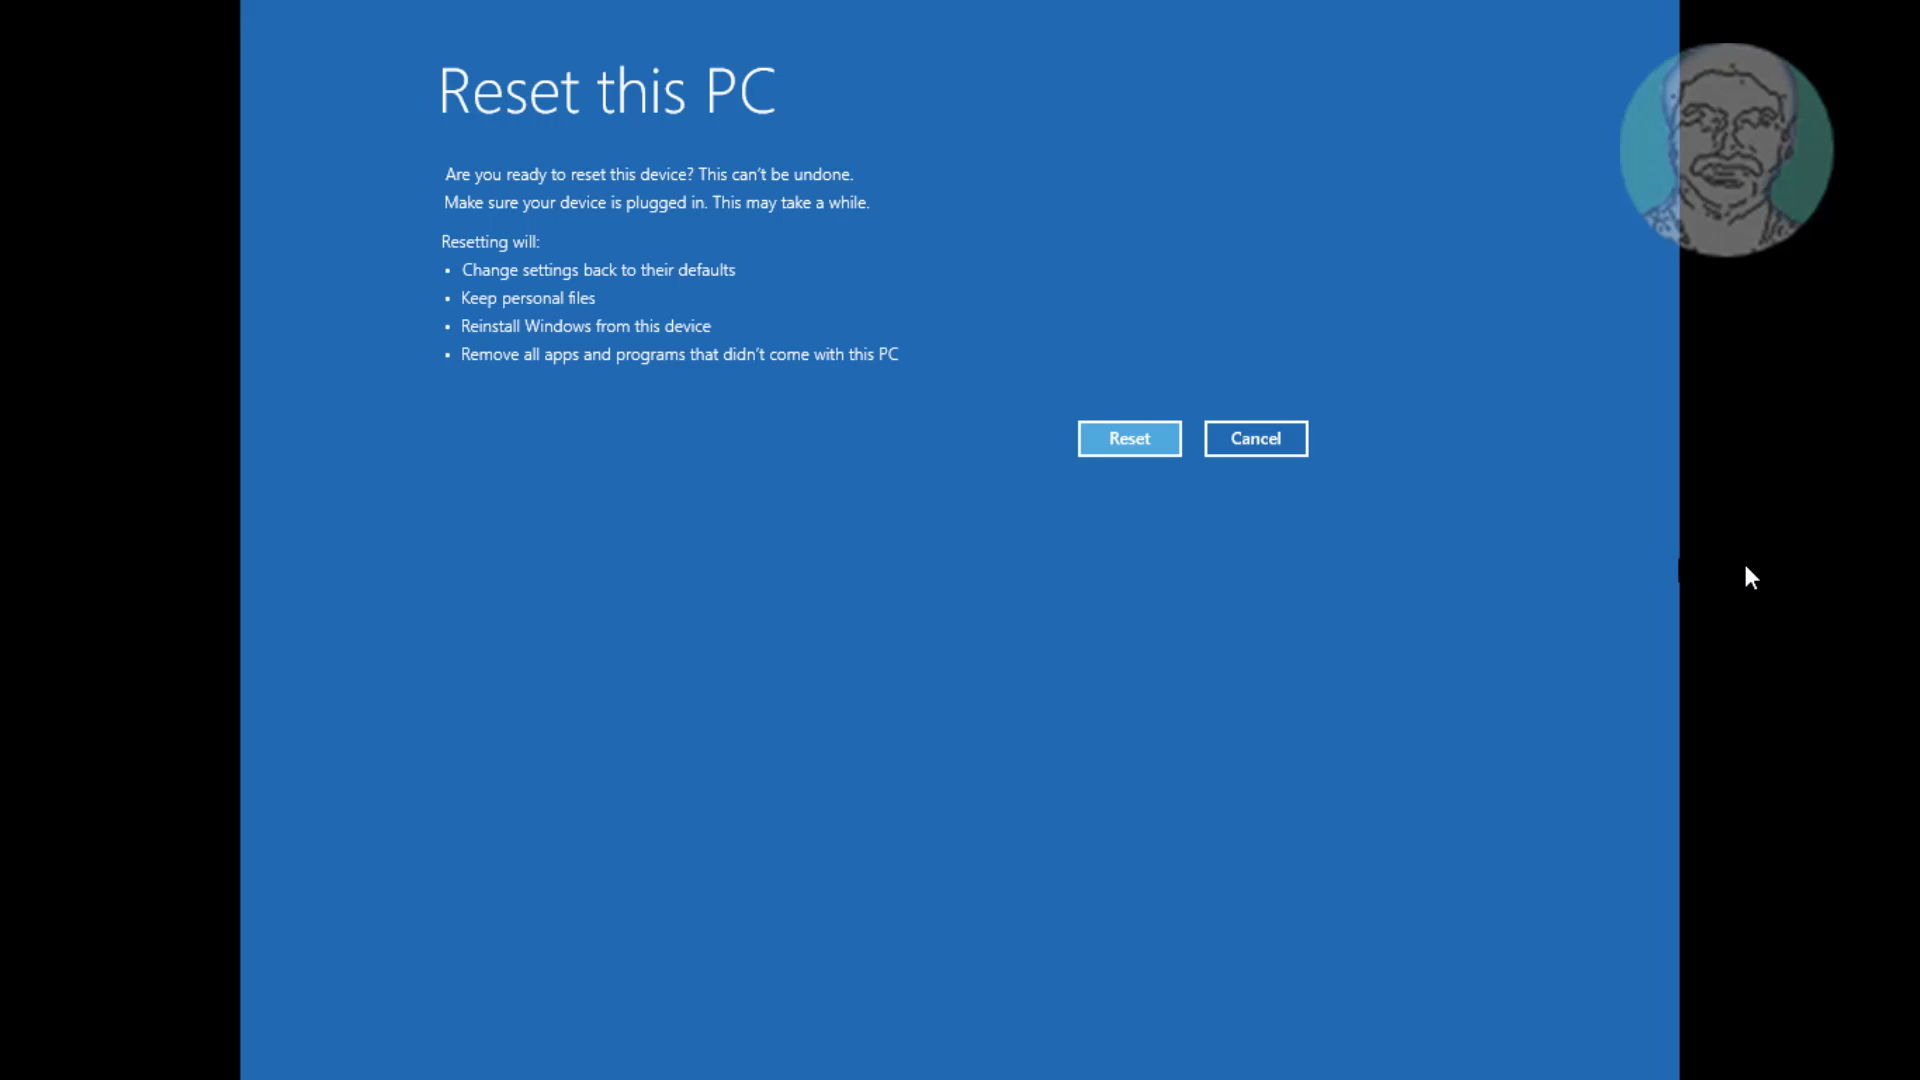 Reset this PC
Are you ready to reset this device? This can't be undone.
Make sure your device is plugged in. This may take a while.
Resetting will:
• Change settings back to their defaults
• Keep personal files
• Reinstall Windows from this device
• Remove all apps and programs that didn't come with this PC
Reset Cancel